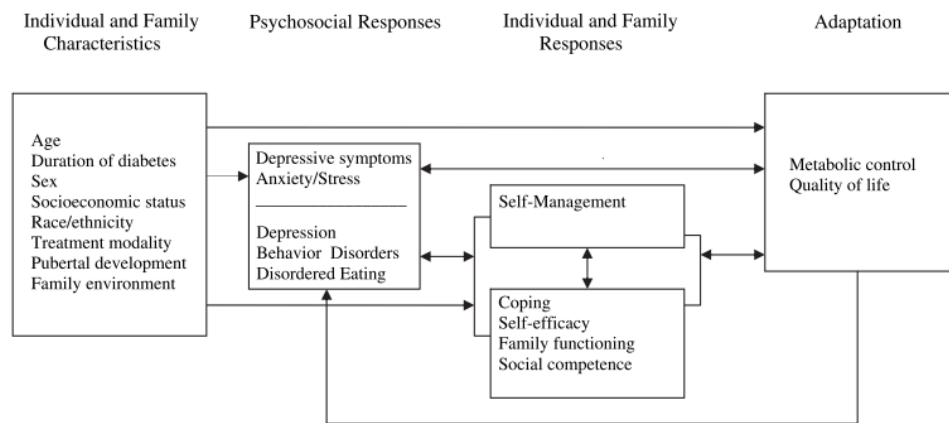 Individual and Family
Characteristics
Psychosocial Responses
Individual and Family
Responses
Adaptation
Age
Duration of diabetes
Sex
Socioeconomic status
Race/ethnicity
Treatment modality
Pubertal development
Family environment
Depressive symptoms
Anxiety/Stress
Depression
Behavior Disorders
Disordered Eating
Self-Management
Coping
Self-efficacy
Family functioning
Social competence
Metabolic control
Quality of life